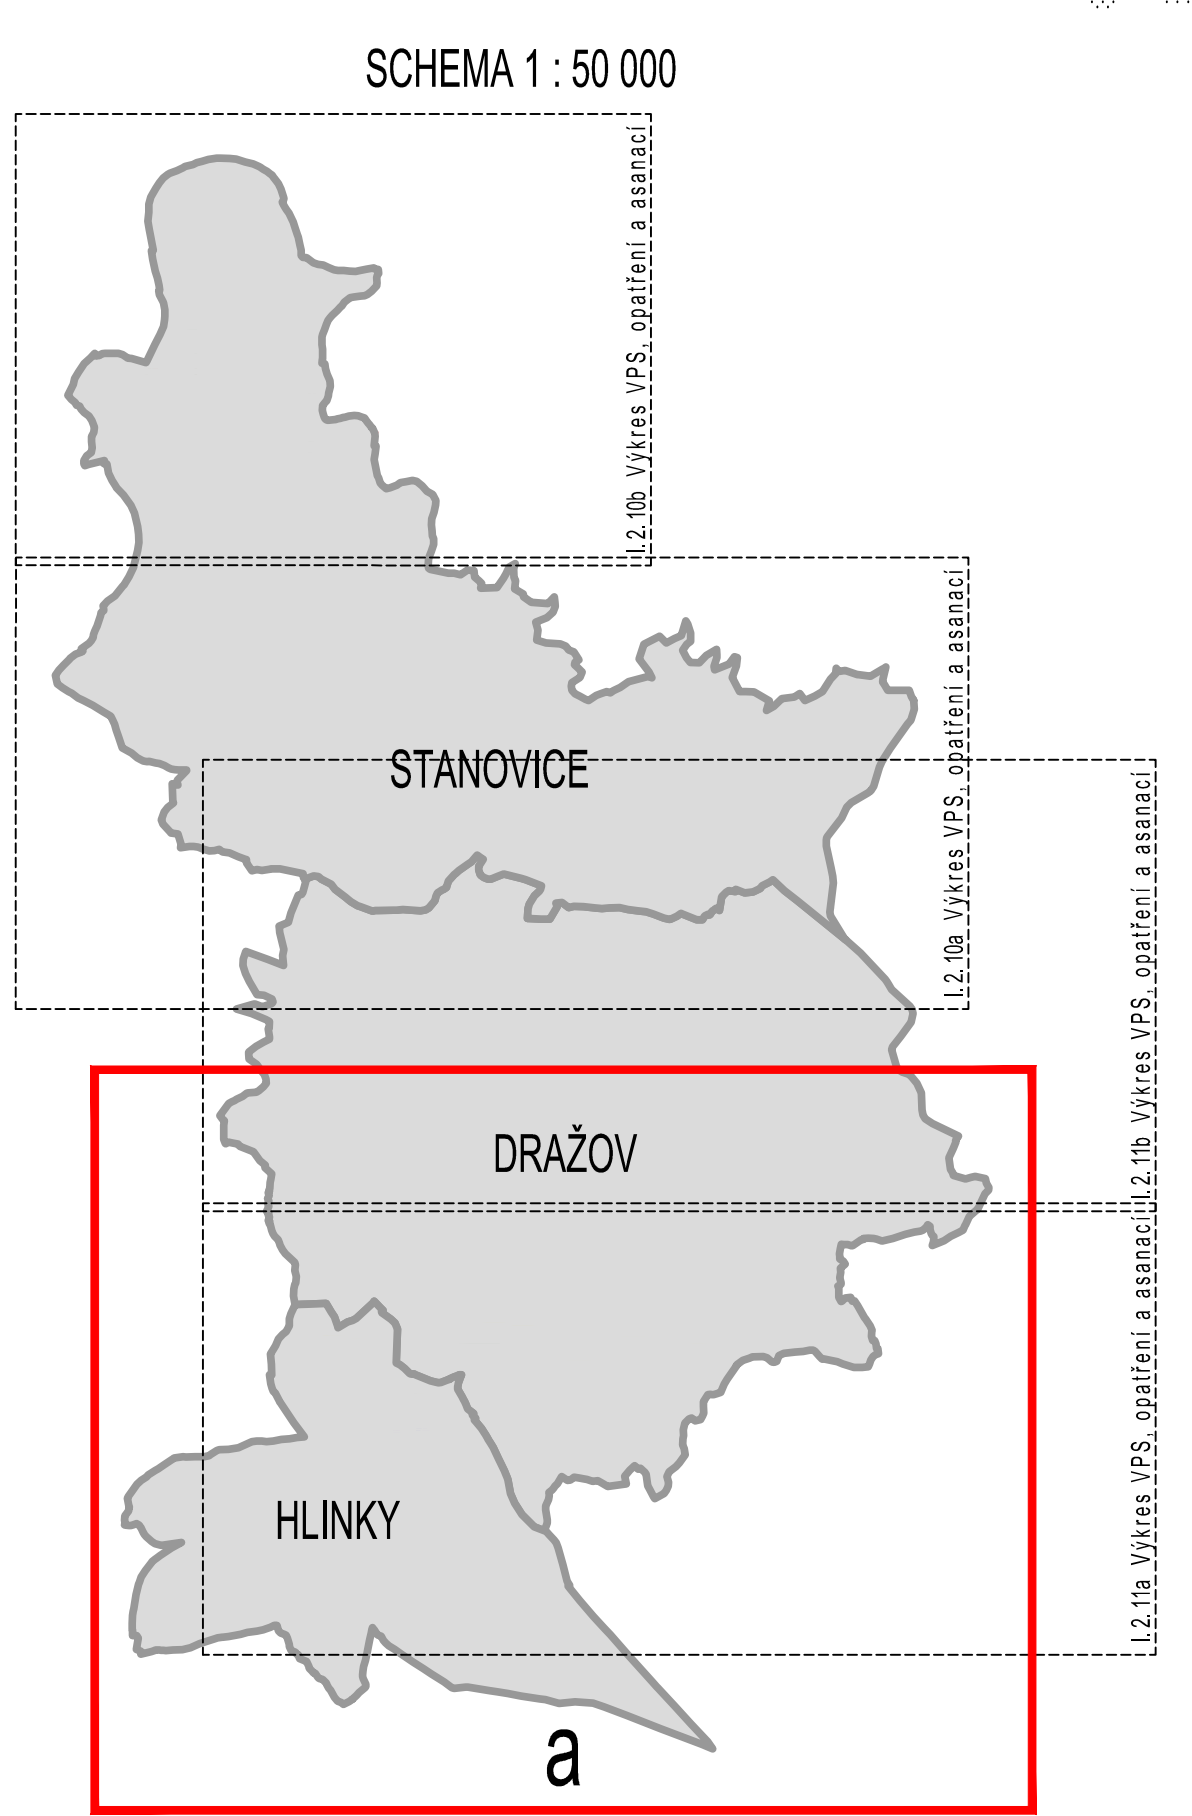 SCHEMA 1 : 50 000
I.2.10b Výkres VPS, opatření a asanací
I.2.10a Výkres VPS, opatření a asanací
STANOVICE
I.2.11b Výkres VPS, opatření a asanací
DRAŽOV
I.2.11a Výkres VPS, opatření a asanací
HLINKY
a